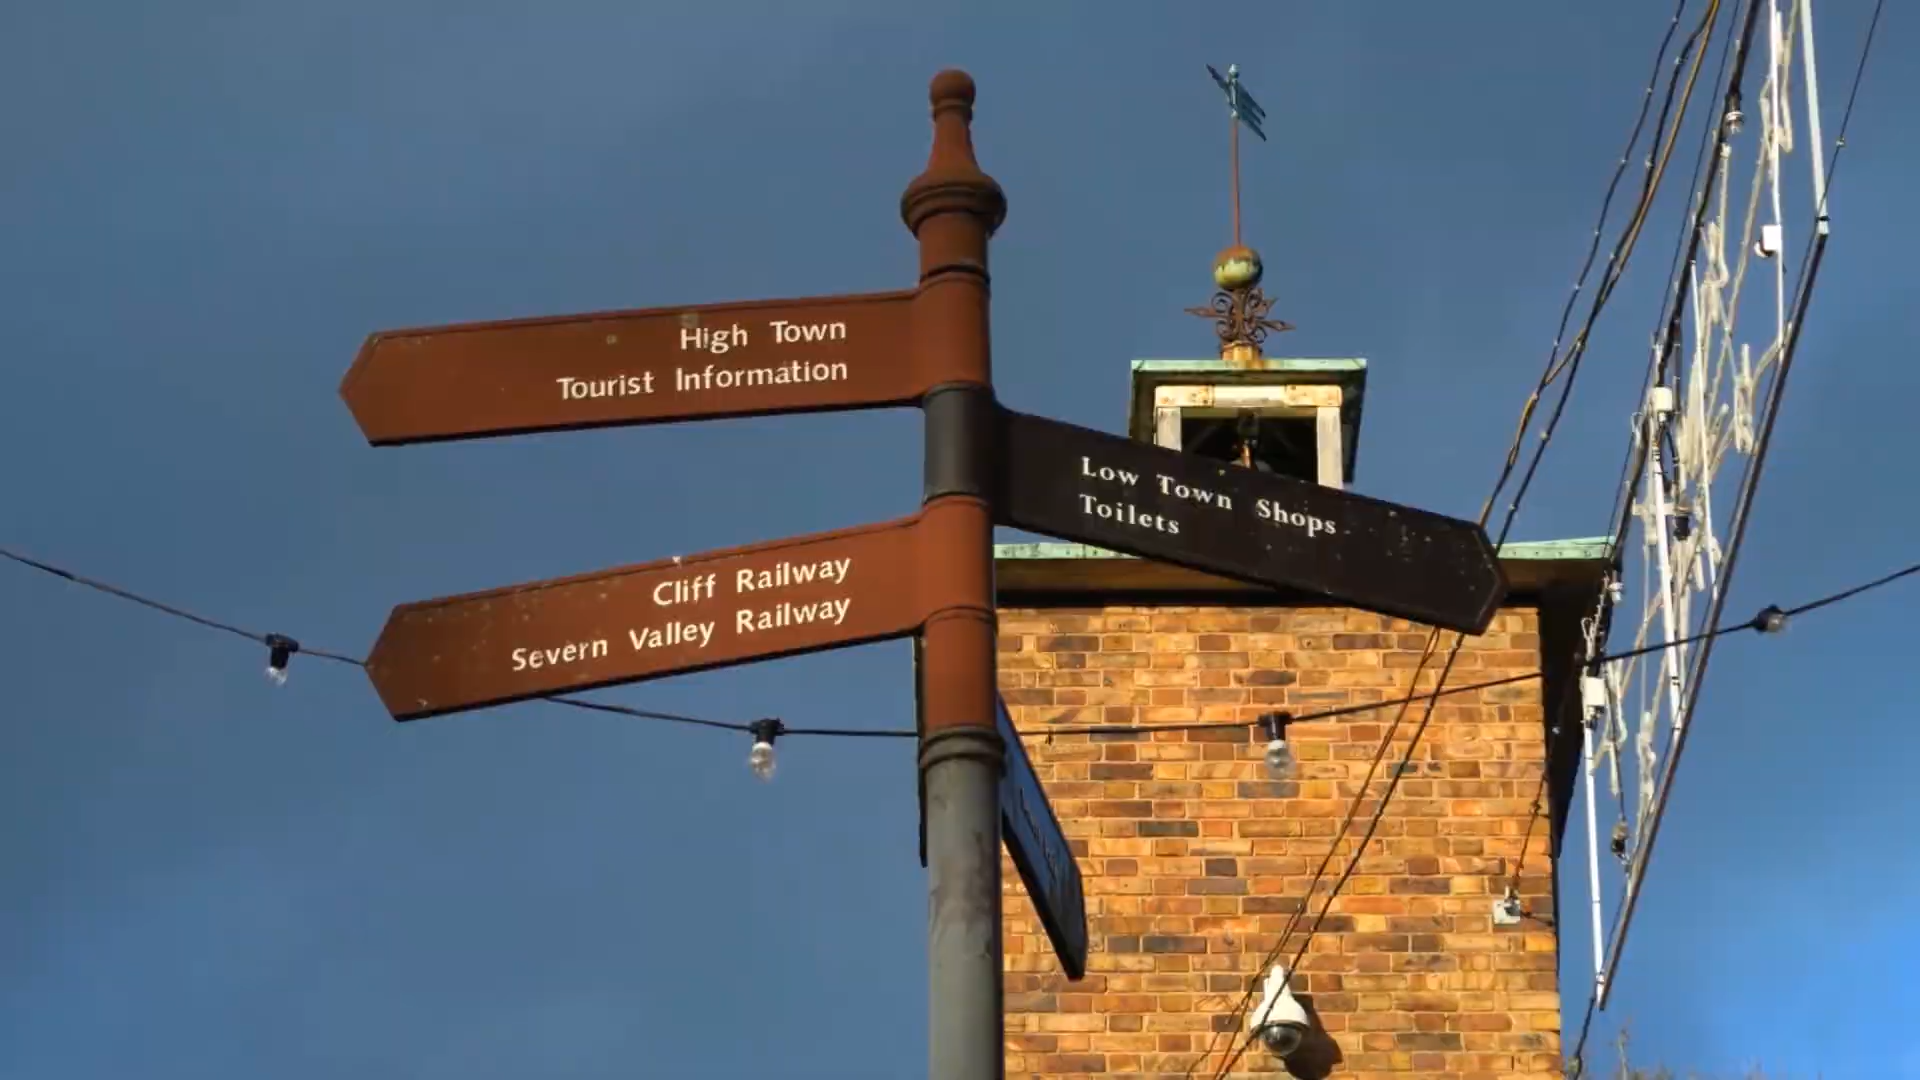 High Town
Tourist Information
Low Town Shops
Toilets
Cliff Railway
Severn Valley Railway